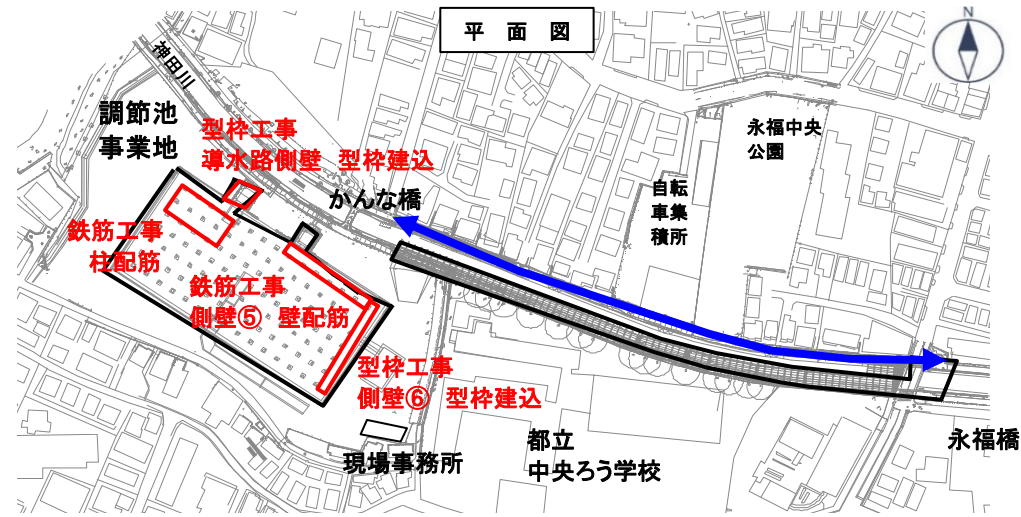 平面図
N
神田川
調節池
事業地
型枠工事
導水路側壁 型枠建込
かんな橋
永福中央
公園
自転
車集
積所
鉄筋工事
柱配筋
鉄筋工事
側壁⑤ 壁配筋
型枠工事
側壁⑥ 型枠建込
現場事務所
都立
中央ろう学校
永福橋